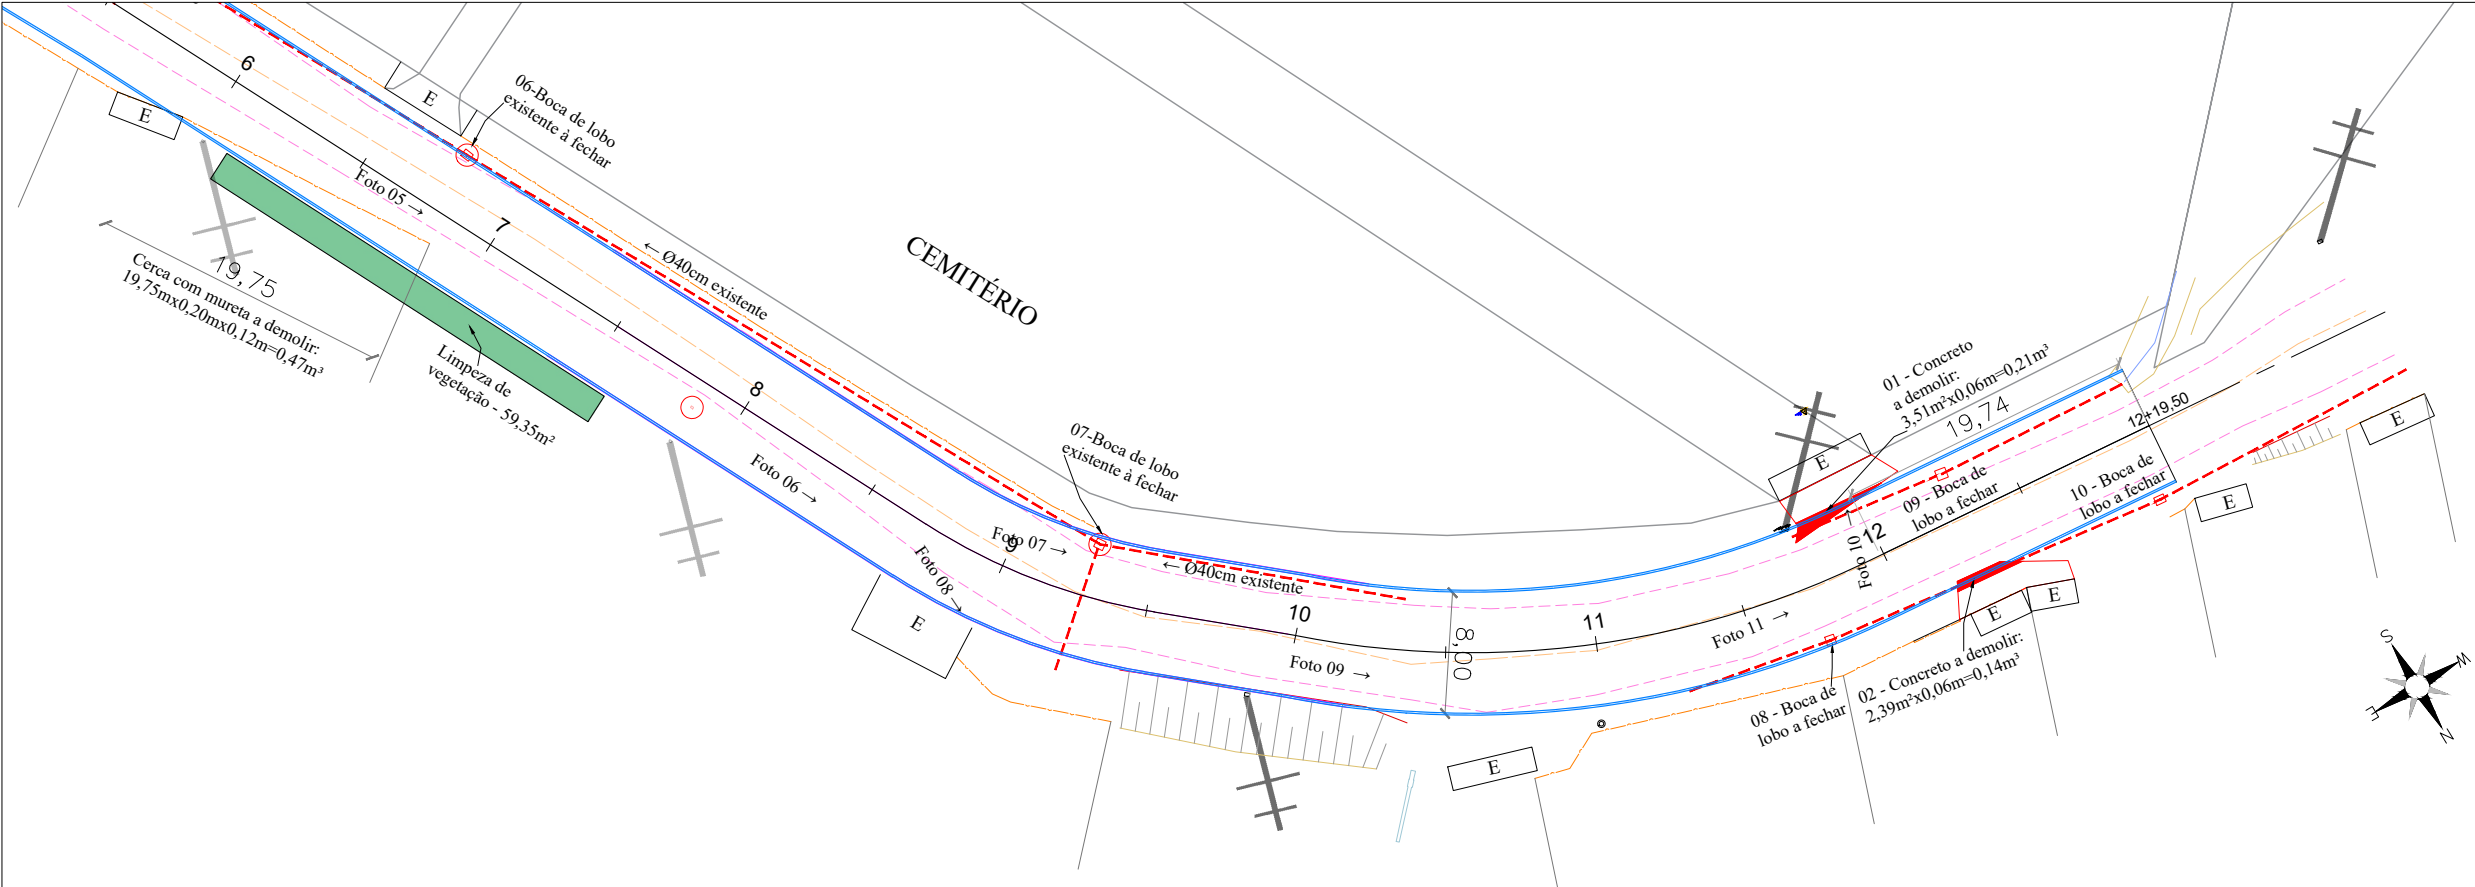 6
E
E
06-Boca de lobo
existente à fechar
Foto 05 →
7
19,75
Cerca com mureta a demolir:
19,75mx0,20mx0,12m=0,47m³
Limpeza de
vegetação - 59,35m²
← Ø40cm existente
CEMITÉRIO
8
Foto 06 →
07-Boca de lobo
existente à fechar
Foto 07 →
9
Foto 08 →
E
← Ø40cm existente
10
Foto 09 →
8,00
11
Foto 11 →
01 - Concreto
a demolir:
3,51m²x0,06m=0,21m³
19,74
E
09 - Boca de
lobo a fechar
Foto 10 →
12
12+19,50
10 - Boca de
lobo a fechar
E
E
E
E
02 - Concreto a demolir:
2,39m²x0,06m=0,14m³
08 - Boca de
lobo a fechar
E
S
W
E
N